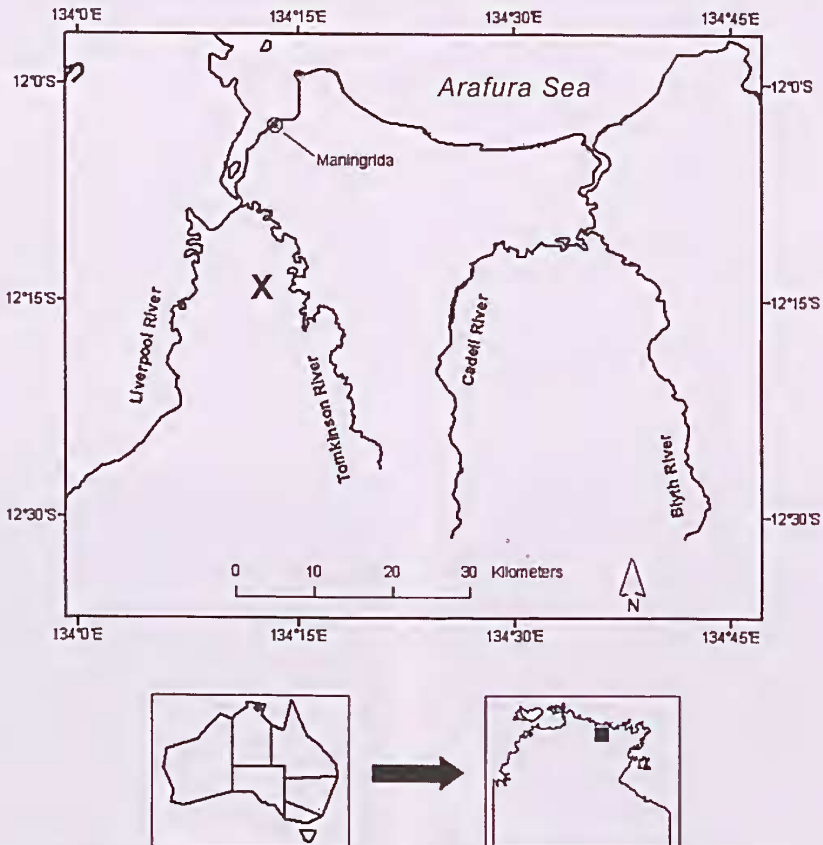 134°0'E 134°15'E 134°30'E 134°45'E
12°0'S 12°0'S
Arafura Sea
Maningrida
12°15'S 12°15'S
Liverpool River
Tomkinson River
Cadell River
Blyth River
X
12°30'S 12°30'S
0 10 20 30 Kilometers
N
134°0'E 134°15'E 134°30'E 134°45'E